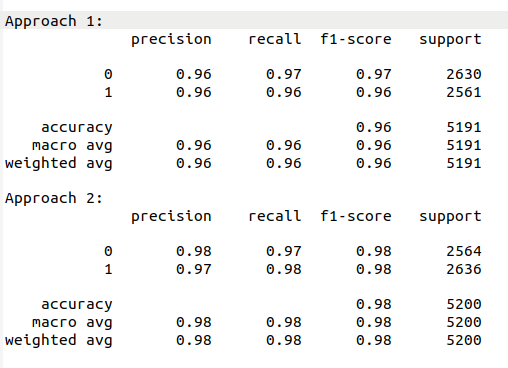 Approach 1:
precision recall f1-score support
0 0.96 0.97 0.97 2630
1 0.96 0.96 0.96 2561
accuracy 0.96 5191
macro avg 0.96 0.96 0.96 5191
weighted avg 0.96 0.96 0.96 5191
Approach 2:
precision recall f1-score support
0 0.98 0.97 0.98 2564
1 0.97 0.98 0.98 2636
accuracy 0.98 5200
macro avg 0.98 0.98 0.98 5200
weighted avg 0.98 0.98 0.98 5200